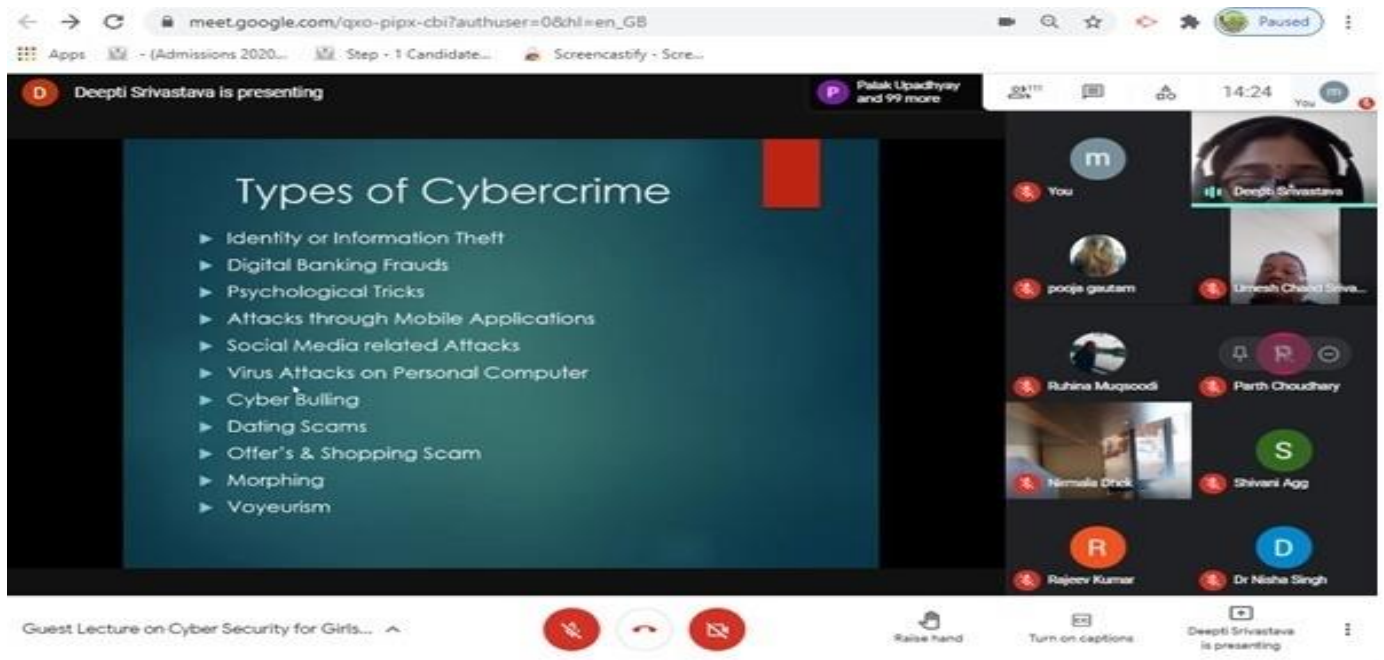 meet.google.com/qxo-pipx-cbi?authuser=0&hl=en_GB
Paused
Apps
- (Admissions 2020...
Step - 1 Candidate...
Screencastify - Scre...
D
Deepti Srivastava is presenting
P
Palak Upadhyay
and 99 more
14:24
You
m
Types of Cybercrime
Identity or Information Theft
Digital Banking Frauds
Psychological Tricks
Attacks through Mobile Applications
Social Media related Attacks
Virus Attacks on Personal Computer
Cyber Bulling
Dating Scams
Offer's & Shopping Scam
Morphing
Voyeurism
m
You
Deepti Srivastava
pooja gautam
Umesh Chand Sriva...
Ruhina Muqsoodi
Parth Choudhary
Nirmala
S
Shivani Agg
R
Rajeev Kumar
D
Dr Nisha Singh
Guest Lecture on Cyber Security for Girls...
Raise hand
Turn on captions
Deepti Srivastava
is presenting